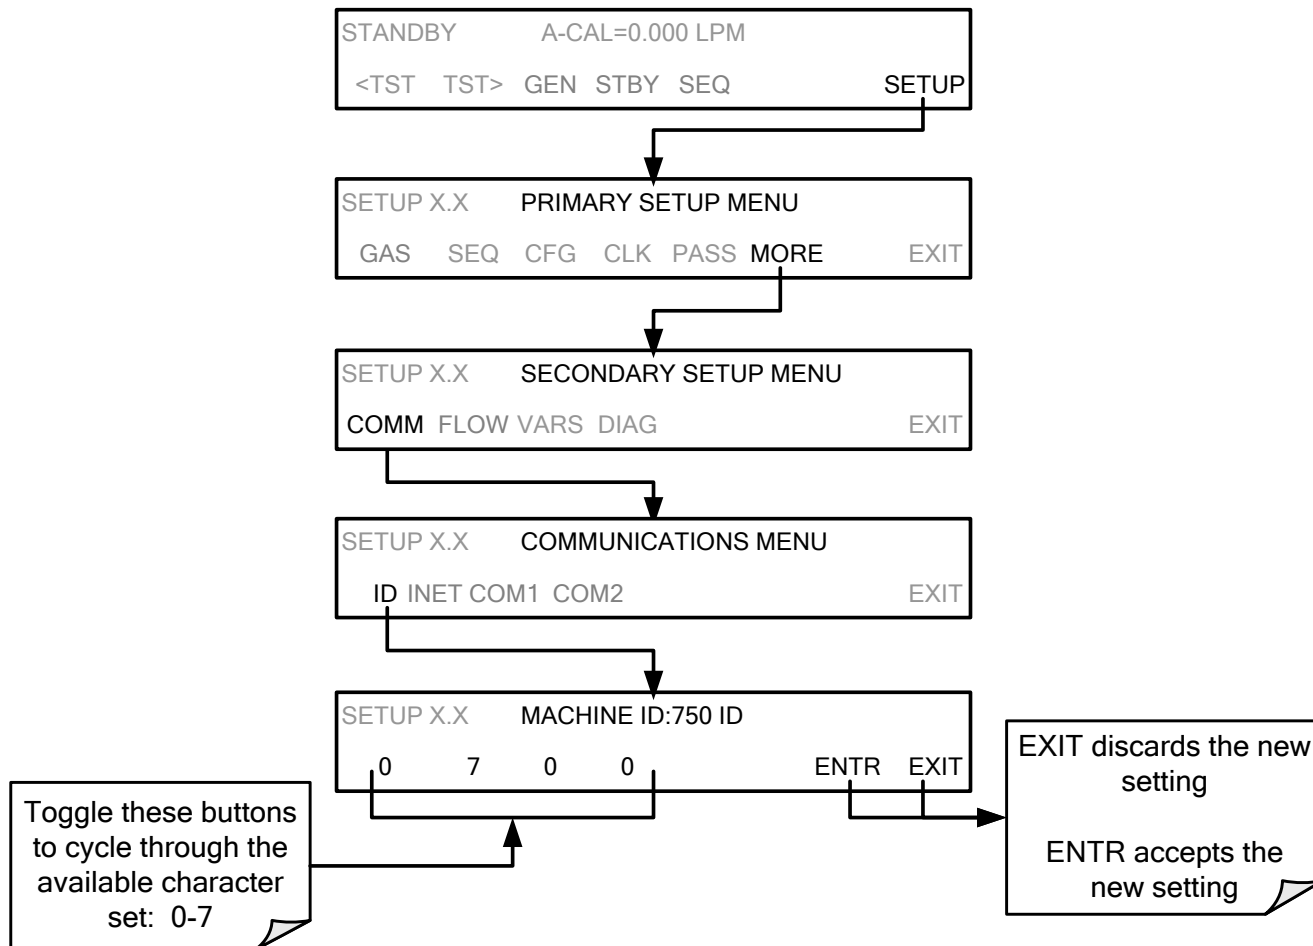 STANDBY A-CAL=0.000 LPM
<TST TST> GEN STBY SEQ SETUP
SETUP X.X PRIMARY SETUP MENU
GAS SEQ CFG CLK PASS MORE EXIT
SETUP X.X SECONDARY SETUP MENU
COMM FLOW VARS DIAG EXIT
SETUP X.X COMMUNICATIONS MENU
ID INET COM1 COM2 EXIT
SETUP X.X MACHINE ID:750 ID
0 7 0 0 ENTR EXIT
Toggle these buttons
to cycle through the
available character
set: 0-7
EXIT discards the new
setting
ENTR accepts the
new setting